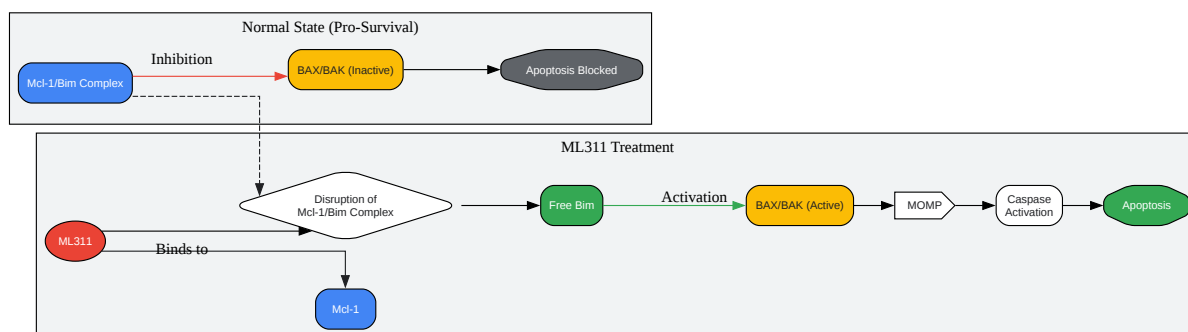 Normal State (Pro-Survival)
Inhibition
Mcl-1/Bim Complex
BAX/BAK (Inactive)
Apoptosis Blocked
ML311 Treatment
Disruption of
Mcl-1/Bim Complex
Free Bim
Activation
BAX/BAK (Active)
MOMP
Caspase
Activation
Apoptosis
ML311
Binds to
Mcl-1